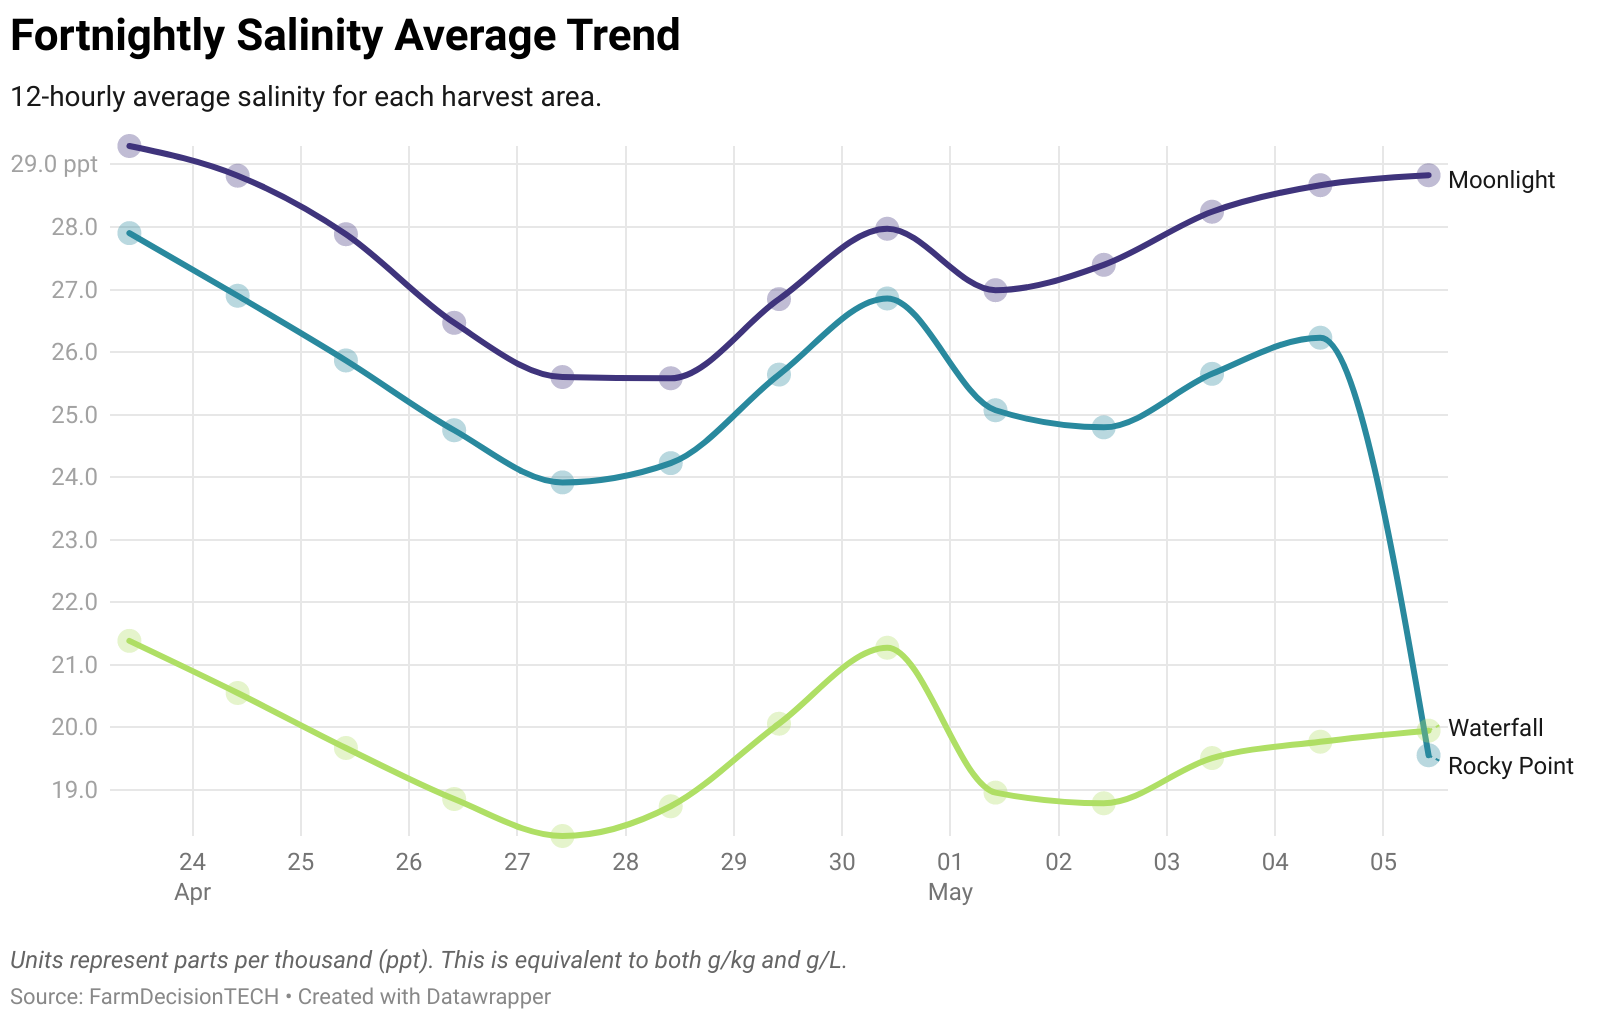 Fortnightly Salinity Average Trend
12-hourly average salinity for each harvest area.
29.0 ppt
28.0
27.0
26.0
25.0
24.0
23.0
22.0
21.0
20.0
19.0
Moonlight
Waterfall
Rocky Point
24 25 26 27 28 29 30 01 02 03 04 05
Apr May
Units represent parts per thousand (ppt). This is equivalent to both g/kg and g/L.
Source: FarmDecisionTECH • Created with Datawrapper